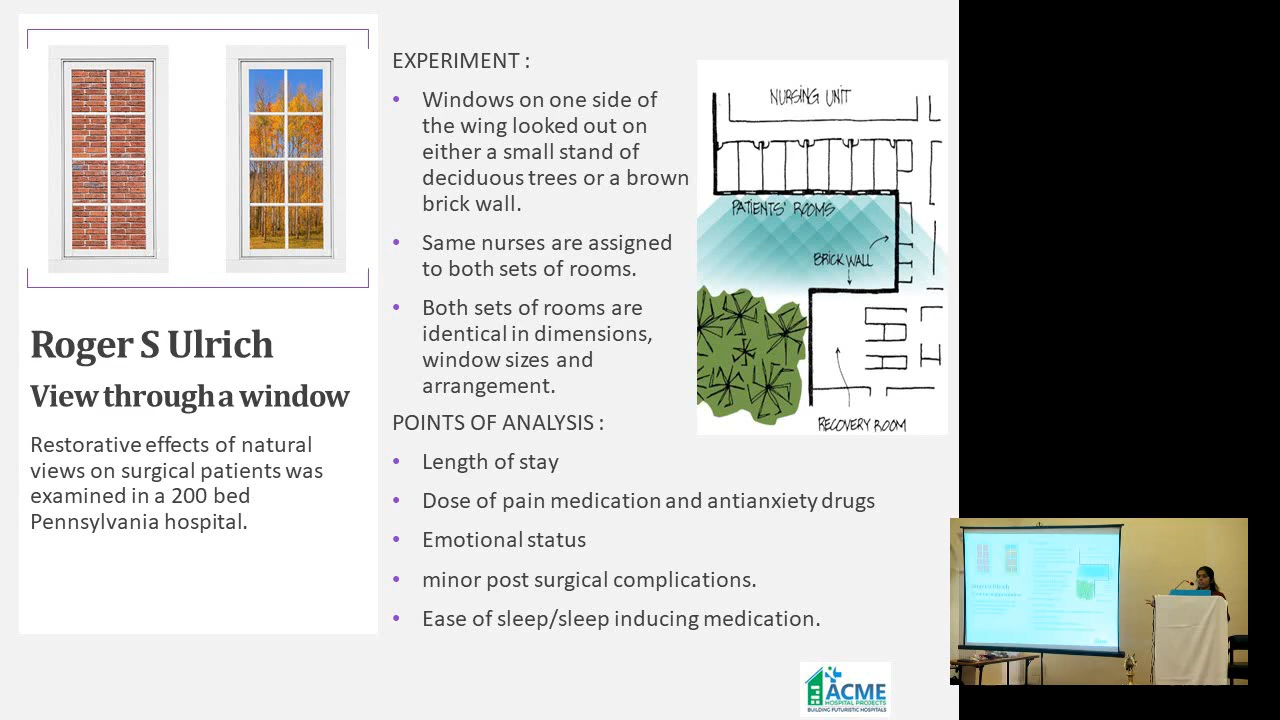 Roger S Ulrich
View through a window
Restorative effects of natural
views on surgical patients was
examined in a 200 bed
Pennsylvania hospital.
EXPERIMENT :
• Windows on one side of
the wing looked out on
either a small stand of
deciduous trees or a brown
brick wall.
• Same nurses are assigned
to both sets of rooms.
• Both sets of rooms are
identical in dimensions,
window sizes and
arrangement.
POINTS OF ANALYSIS :
• Length of stay
• Dose of pain medication and antianxiety drugs
• Emotional status
• minor post surgical complications.
• Ease of sleep/sleep inducing medication.
NURSING UNIT
PATIENTS' ROOMS
BRICK WALL
RECOVERY ROOM
ACME
HOSPITAL PROJECTS
BUILDING FUTURISTIC HOSPITALS